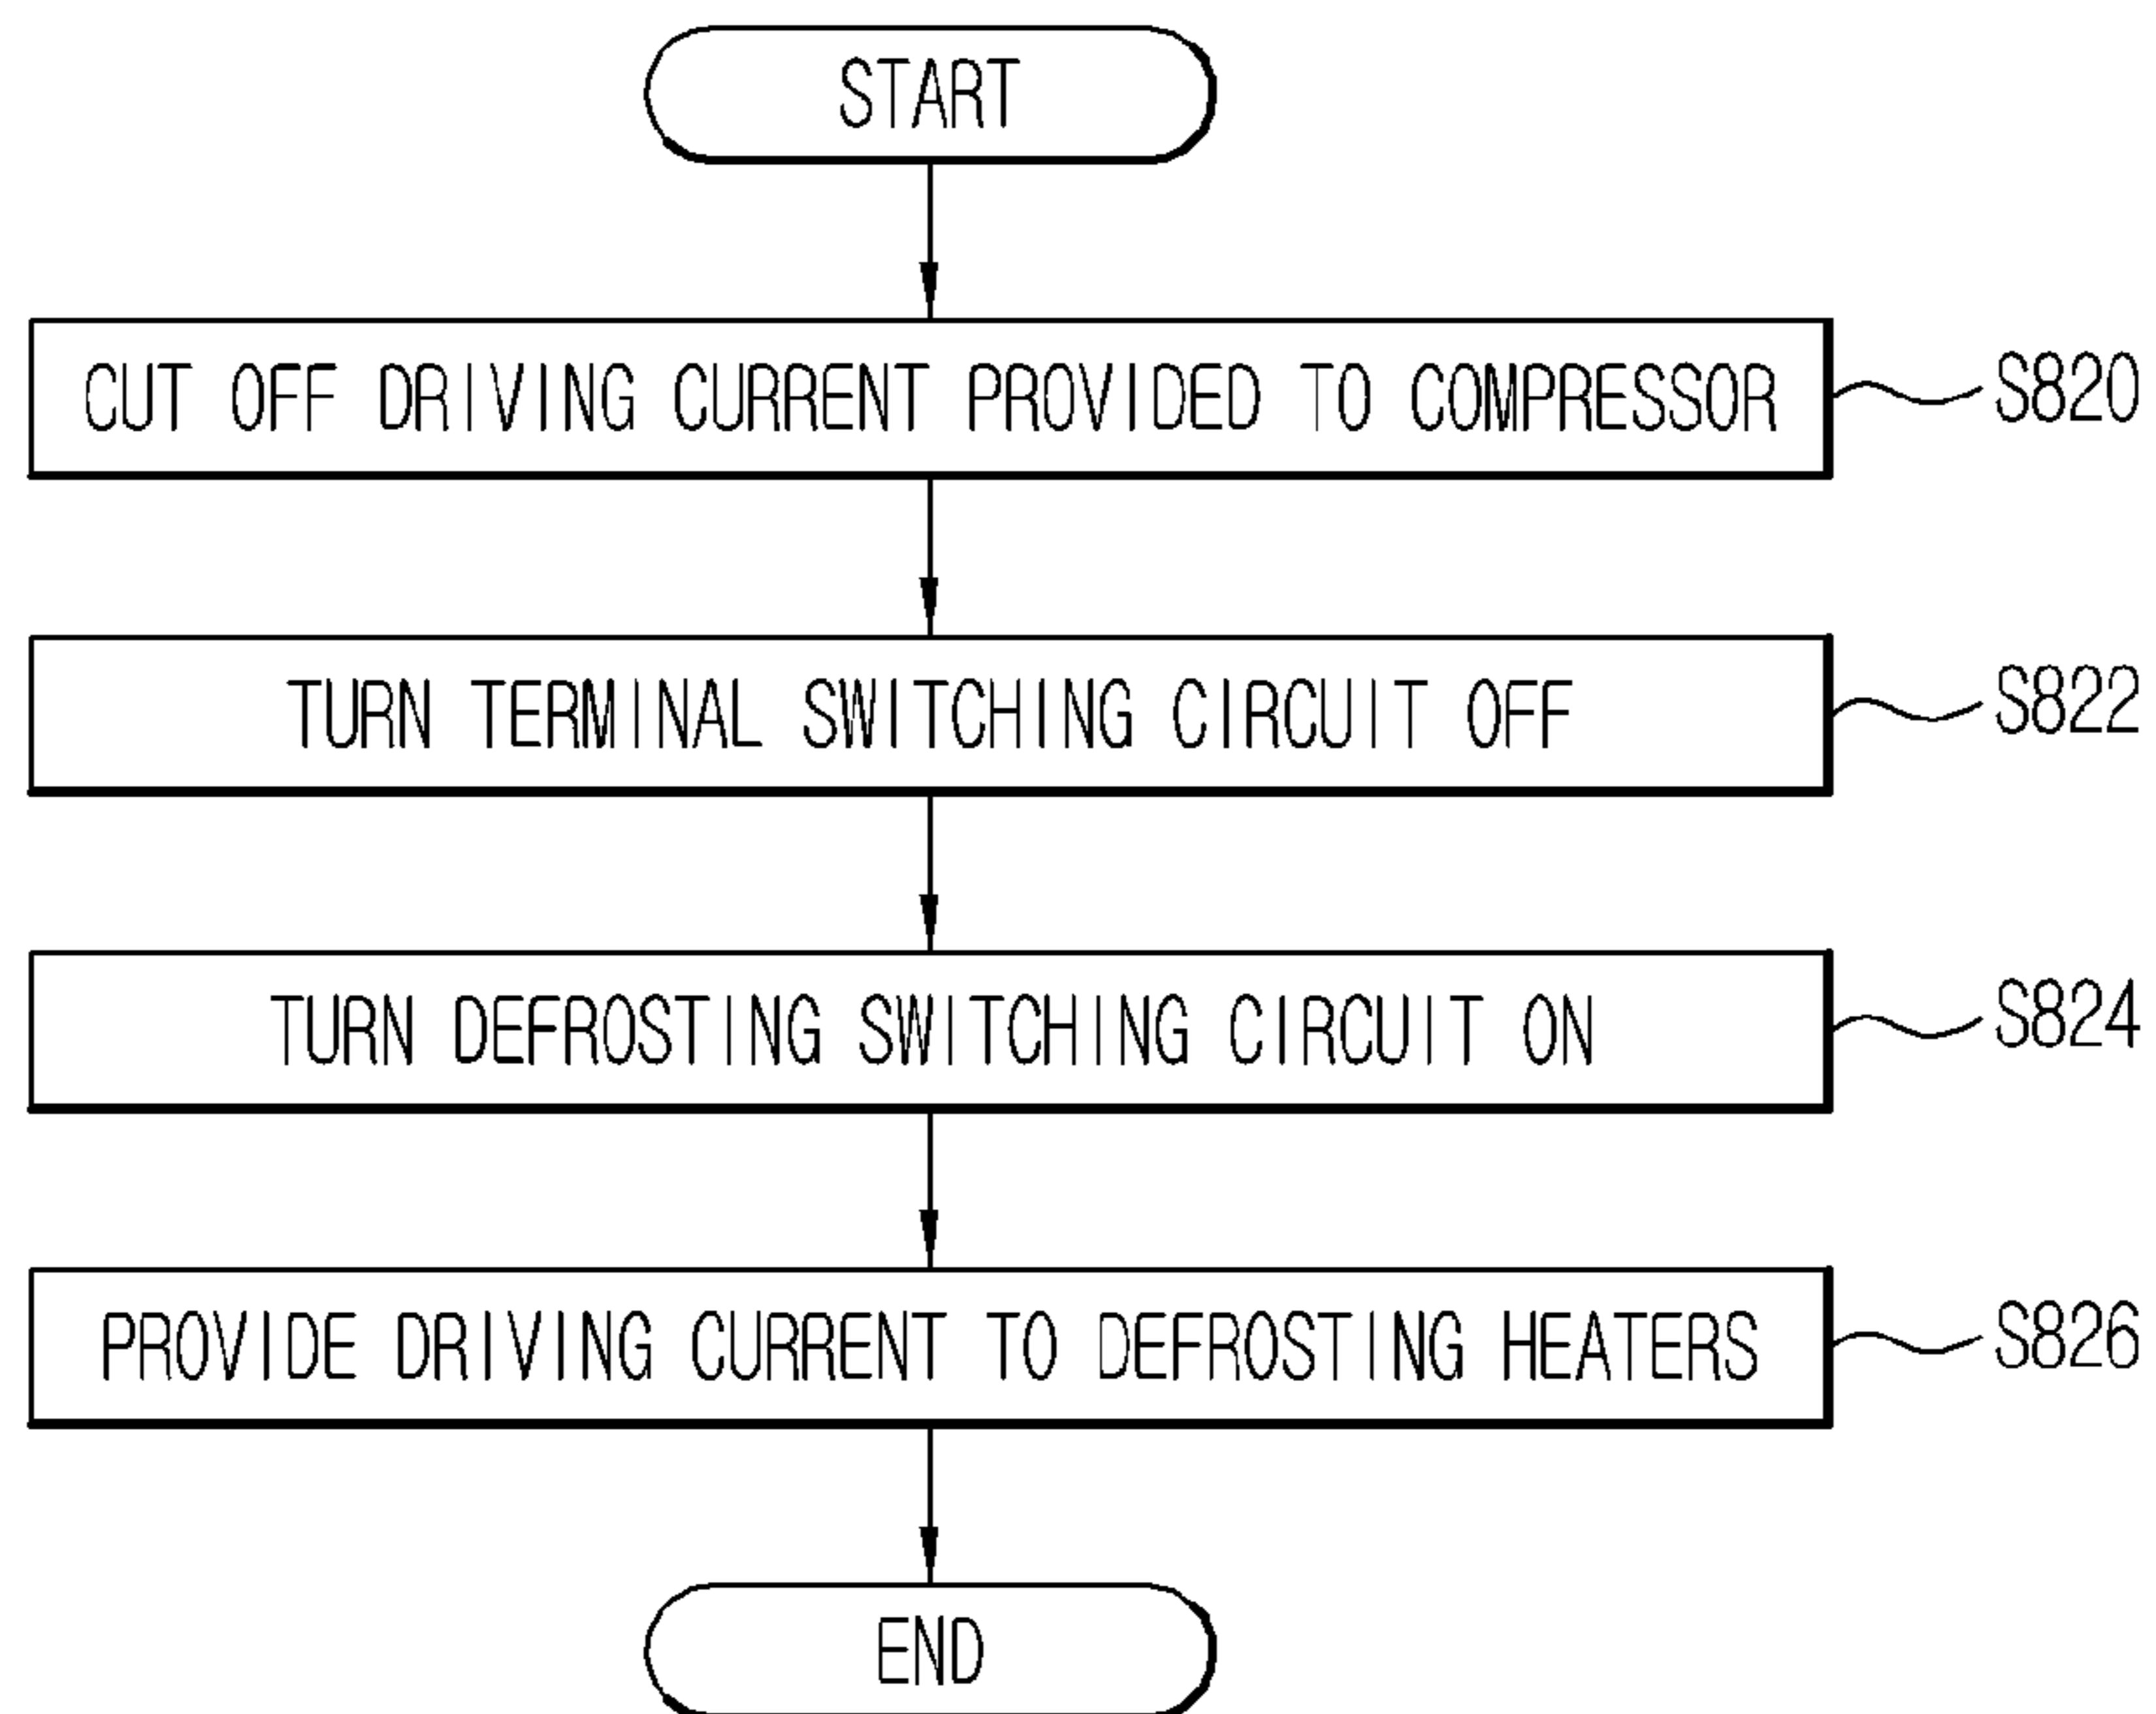 START
CUT OFF DRIVING CURRENT PROVIDED TO COMPRESSOR
S820
TURN TERMINAL SWITCHING CIRCUIT OFF
S822
TURN DEFROSTING SWITCHING CIRCUIT ON
S824
PROVIDE DRIVING CURRENT TO DEFROSTING HEATERS
S826
END